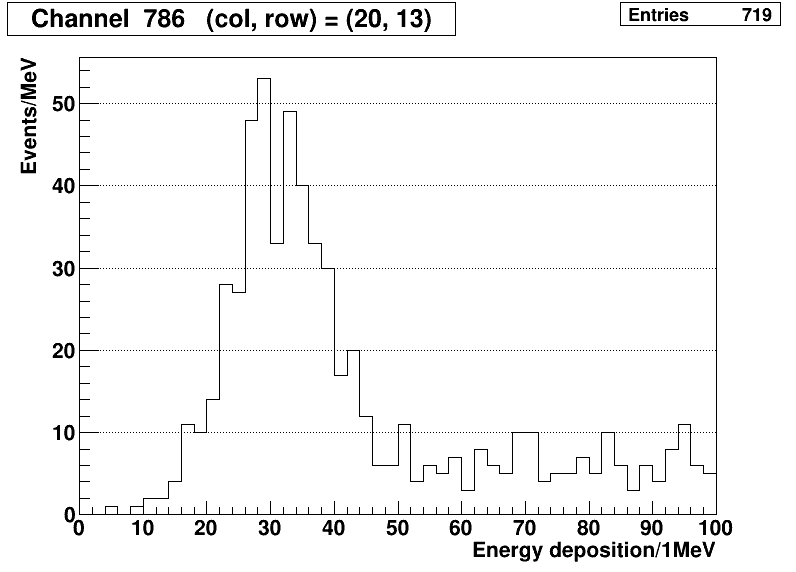 Channel 786 (col, row) = (20, 13)
Entries 719
Events/MeV
50
40
30
20
10
0
0 10 20 30 40 50 60 70 80 90 100
Energy deposition/1MeV